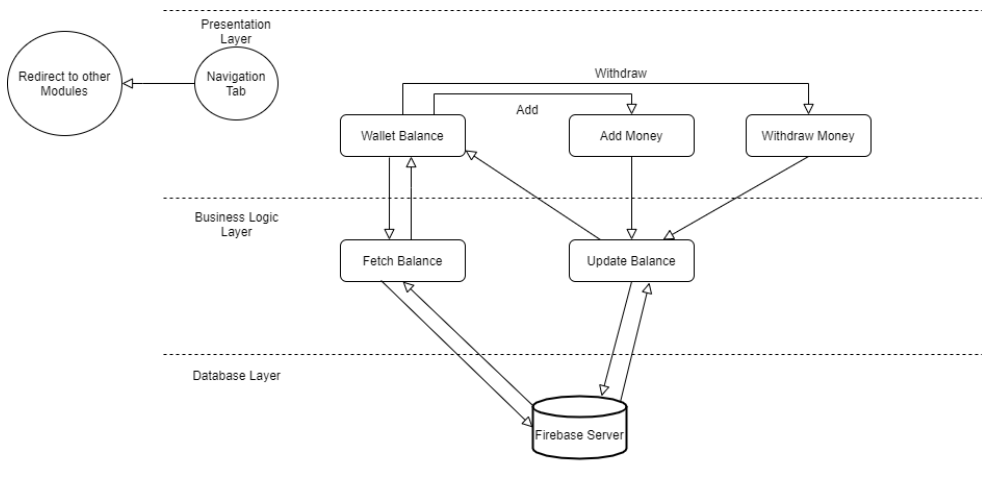 Presentation
Layer
Redirect to other
Modules
Navigation
Tab
Withdraw
Add
Wallet Balance
Add Money
Withdraw Money
Business Logic
Layer
Fetch Balance
Update Balance
Database Layer
Firebase Server